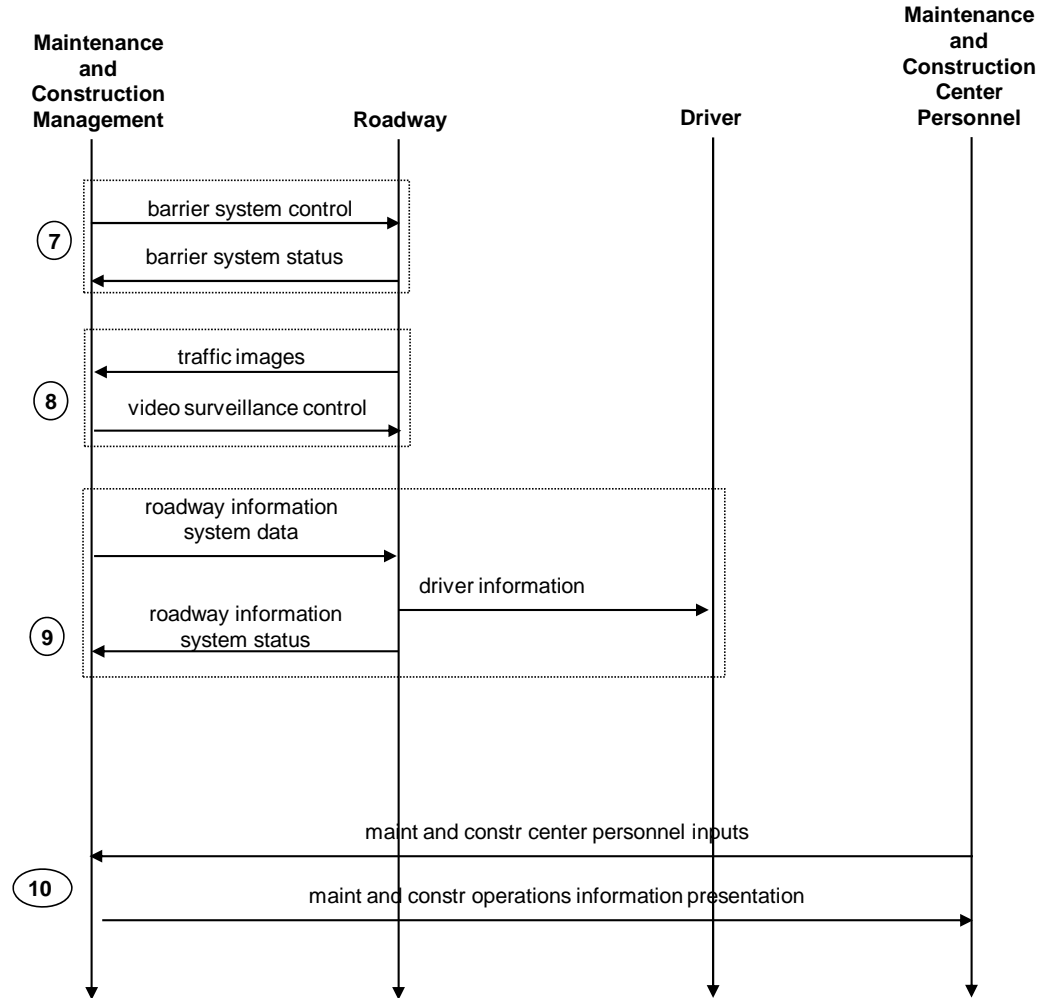 Maintenance
and
Construction
Management
Roadway
Driver
Maintenance
and
Construction
Center
Personnel
7
barrier system control
barrier system status
8
traffic images
video surveillance control
9
roadway information
system data
driver information
roadway information
system status
10
maint and constr center personnel inputs
maint and constr operations information presentation